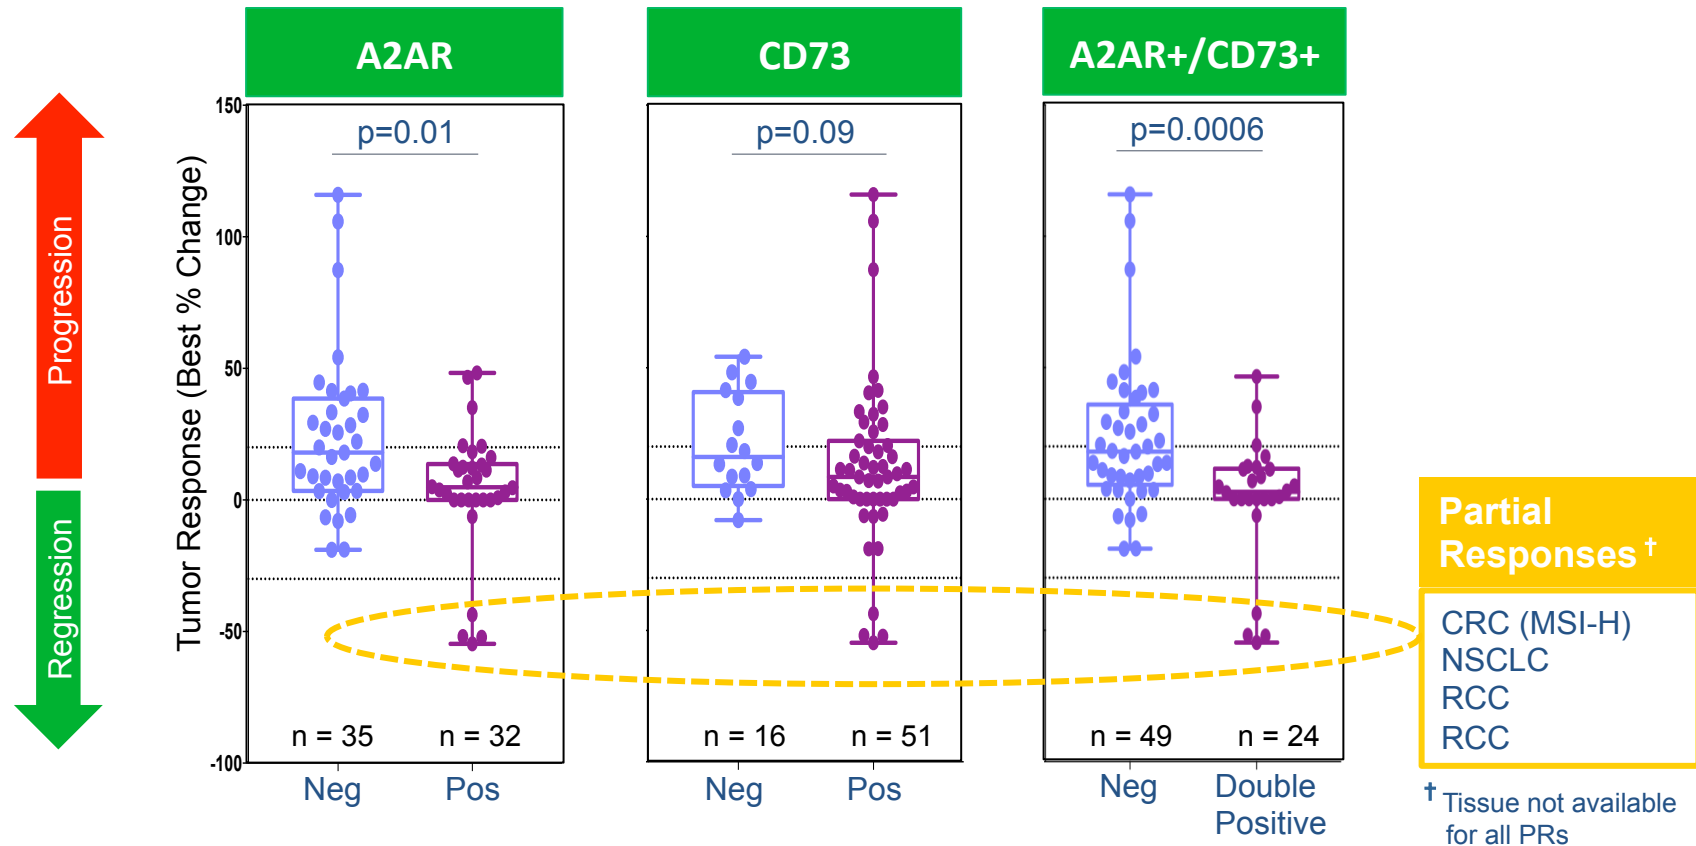 A2AR
CD73
A2AR+/CD73+
Progression
Regression
Tumor Response (Best % Change)
150
100
50
0
-50
-100
p=0.01
n = 35
n = 32
Neg
Pos
p=0.09
n = 16
n = 51
Neg
Pos
p=0.0006
n = 49
n = 24
Neg
Double
Positive
Partial
Responses †
CRC (MSI-H)
NSCLC
RCC
RCC
† Tissue not available
for all PRs